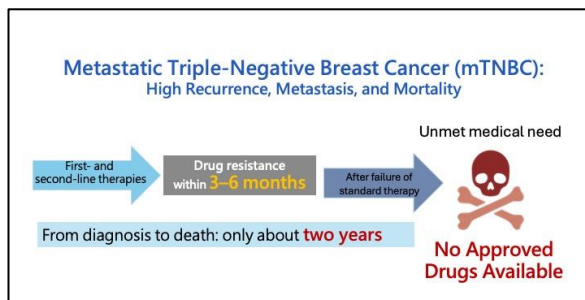 Metastatic Triple-Negative Breast Cancer (mTNBC):
High Recurrence, Metastasis, and Mortality
Unmet medical need
First- and
second-line therapies
Drug resistance
within 3–6 months
After failure of
standard therapy
From diagnosis to death: only about two years
No Approved
Drugs Available